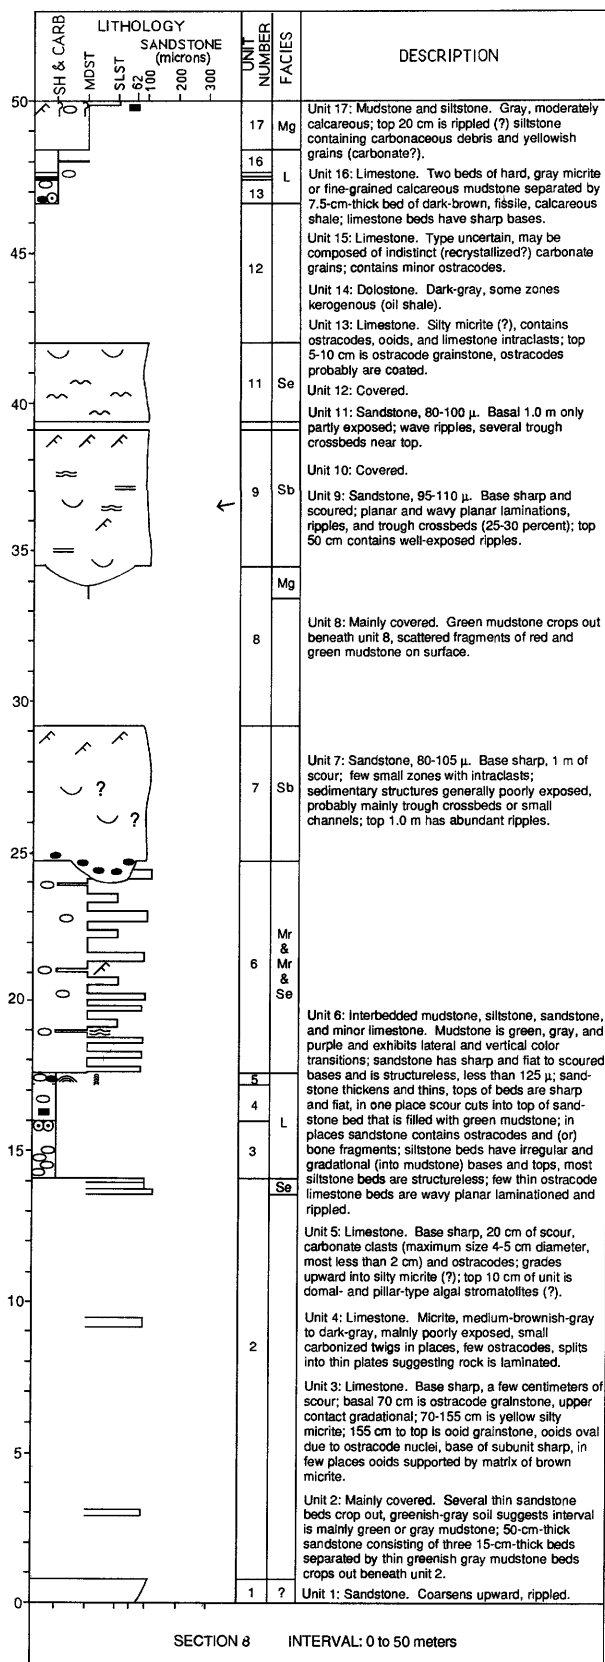 LITHOLOGY
SANDSTONE
(microns)
SH & CARB
MDST
SLST
62
100
200
300
UNIT
NUMBER
FACIES
DESCRIPTION
50
45
40
35
30
25
20
15
10
5
0
17
16
13
12
11
9
8
7
6
5
4
3
2
1
Mg
L
Se
Sb
Mg
Sb
Mr
&
Mr
&
Se
L
Se
?
?
?
Unit 17: Mudstone and siltstone. Gray, moderately
calcareous; top 20 cm is rippled (?) siltstone
containing carbonaceous debris and yellowish
grains (carbonate?).
Unit 16: Limestone. Two beds of hard, gray micrite
or fine-grained calcareous mudstone separated by
7.5-cm-thick bed of dark-brown, fissile, calcareous
shale; limestone beds have sharp bases.
Unit 15: Limestone. Type uncertain, may be
composed of indistinct (recrystallized?) carbonate
grains; contains minor ostracodes.
Unit 14: Dolostone. Dark-gray, some zones
kerogenous (oil shale).
Unit 13: Limestone. Silty micrite (?), contains
ostracodes, ooids, and limestone intraclasts; top
5-10 cm is ostracode grainstone, ostracodes
probably are coated.
Unit 12: Covered.
Unit 11: Sandstone, 80-100 µ. Basal 1.0 m only
partly exposed; wave ripples, several trough
crossbeds near top.
Unit 10: Covered.
Unit 9: Sandstone, 95-110 µ. Base sharp and
scoured; planar and wavy planar laminations,
ripples, and trough crossbeds (25-30 percent); top
50 cm contains well-exposed ripples.
Unit 8: Mainly covered. Green mudstone crops out
beneath unit 8, scattered fragments of red and
green mudstone on surface.
Unit 7: Sandstone, 80-105 µ. Base sharp, 1 m of
scour; few small zones with intraclasts;
sedimentary structures generally poorly exposed,
probably mainly trough crossbeds or small
channels; top 1.0 m has abundant ripples.
Unit 6: Interbedded mudstone, siltstone, sandstone,
and minor limestone. Mudstone is green, gray, and
purple and exhibits lateral and vertical color
transitions; sandstone has sharp and fiat to scoured
bases and is structureless, less than 125 µ; sand-
stone thickens and thins, tops of beds are sharp
and fiat, in one place scour cuts into top of sand-
stone bed that is filled with green mudstone; in
places sandstone contains ostracodes and (or)
bone fragments; siltstone beds have irregular and
gradational (into mudstone) bases and tops, most
siltstone beds are structureless; few thin ostracode
limestone beds are wavy planar laminationed and
rippled.
Unit 5: Limestone. Base sharp, 20 cm of scour,
carbonate clasts (maximum size 4-5 cm diameter,
most less than 2 cm) and ostracodes; grades
upward into silty micrite (?); top 10 cm of unit is
domal- and pillar-type algal stromatolites (?).
Unit 4: Limestone. Micrite, medium-brownish-gray
to dark-gray, mainly poorly exposed, small
carbonized twigs in places, few ostracodes, splits
into thin plates suggesting rock is laminated.
Unit 3: Limestone. Base sharp, a few centimeters of
scour; basal 70 cm is ostracode grainstone, upper
contact gradational; 70-155 cm is yellow silty
micrite; 155 cm to top is ooid grainstone, ooids oval
due to ostracode nuclei, base of subunit sharp, in
few places ooids supported by matrix of brown
micrite.
Unit 2: Mainly covered. Several thin sandstone
beds crop out, greenish-gray soil suggests interval
is mainly green or gray mudstone; 50-cm-thick
sandstone consisting of three 15-cm-thick beds
separated by thin greenish gray mudstone beds
crops out beneath unit 2.
Unit 1: Sandstone. Coarsens upward, rippled.
SECTION 8 INTERVAL: 0 to 50 meters